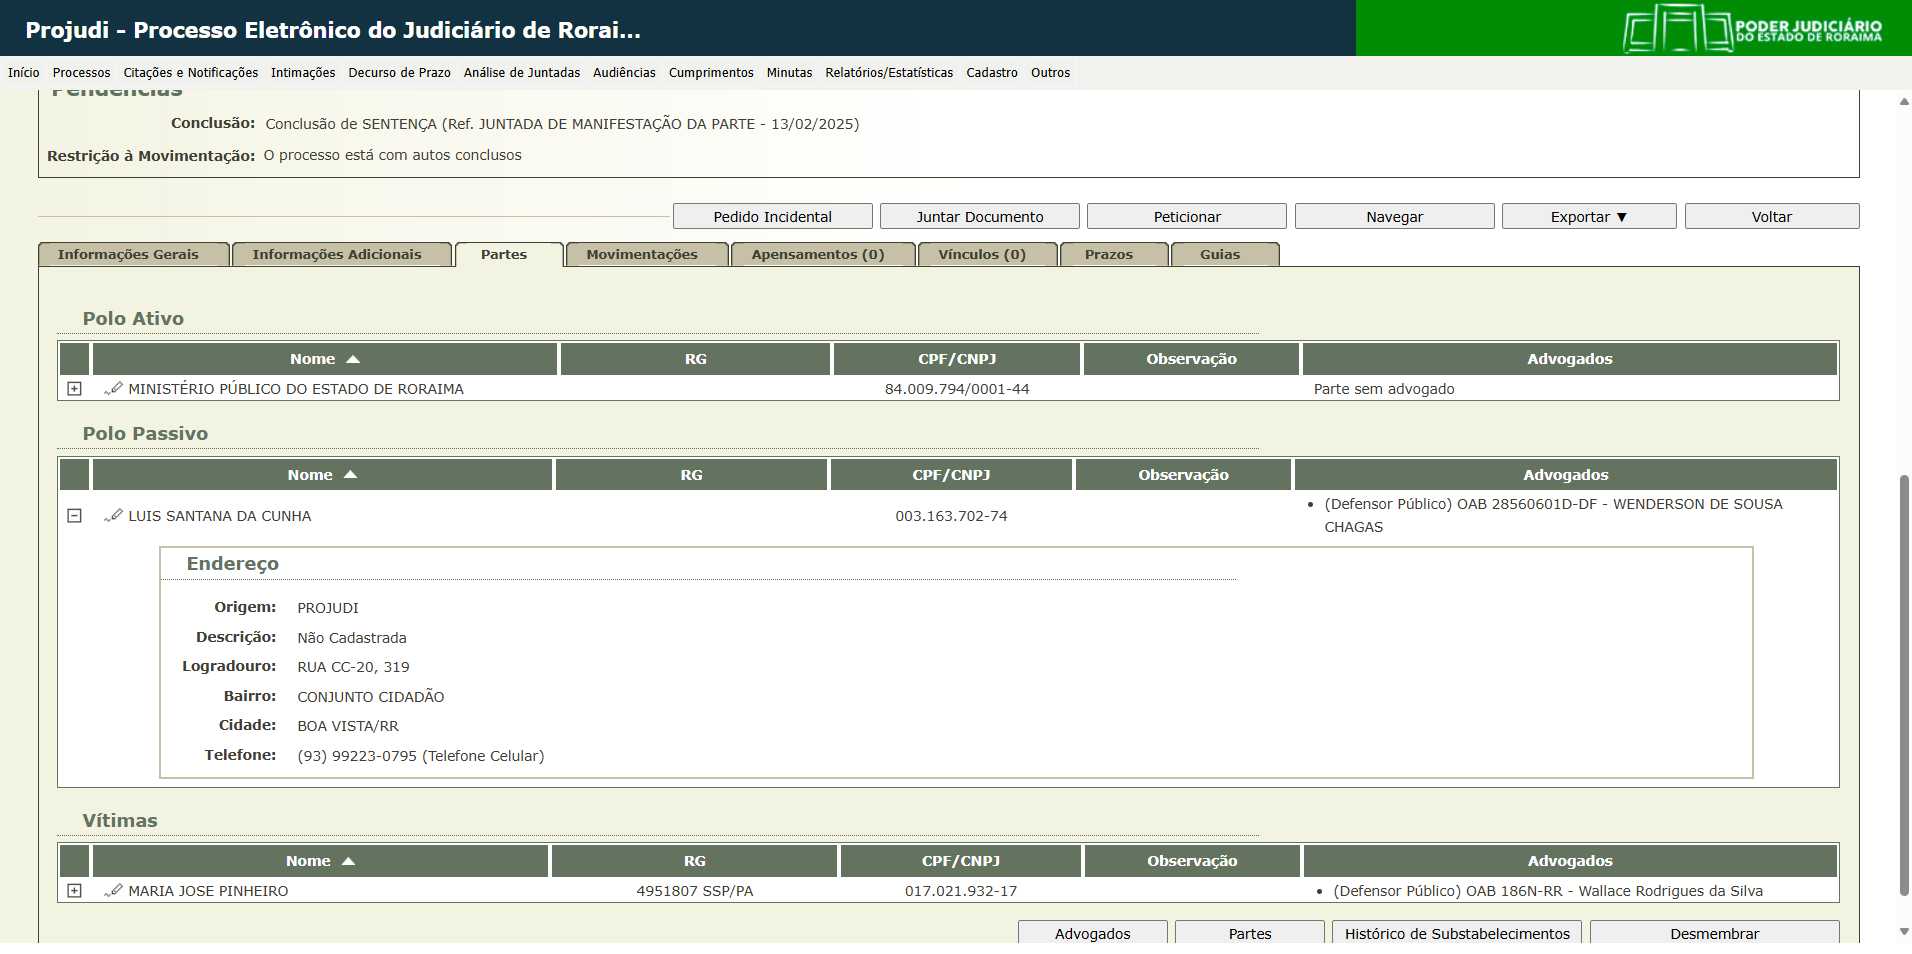 Projudi - Processo Eletrônico do Judiciário de Rorai...
PODER JUDICIÁRIO
DO ESTADO DE RORAIMA
Início Processos Citações e Notificações Intimações Decurso de Prazo Análise de Juntadas Audiências Cumprimentos Minutas Relatórios/Estatísticas Cadastro Outros
Pendências
Conclusão: Conclusão de SENTENÇA (Ref. JUNTADA DE MANIFESTAÇÃO DA PARTE - 13/02/2025)
Restrição à Movimentação: O processo está com autos conclusos
Pedido Incidental Juntar Documento Peticionar Navegar Exportar ▼ Voltar
Informações Gerais Informações Adicionais Partes Movimentações Apensamentos (0) Vínculos (0) Prazos Guias
Polo Ativo
Nome RG CPF/CNPJ Observação Advogados
MINISTÉRIO PÚBLICO DO ESTADO DE RORAIMA 84.009.794/0001-44 Parte sem advogado
Polo Passivo
Nome RG CPF/CNPJ Observação Advogados
LUIS SANTANA DA CUNHA 003.163.702-74 • (Defensor Público) OAB 28560601D-DF - WENDERSON DE SOUSA
CHAGAS
Endereço
Origem: PROJUDI
Descrição: Não Cadastrada
Logradouro: RUA CC-20, 319
Bairro: CONJUNTO CIDADÃO
Cidade: BOA VISTA/RR
Telefone: (93) 99223-0795 (Telefone Celular)
Vítimas
Nome RG CPF/CNPJ Observação Advogados
MARIA JOSE PINHEIRO 4951807 SSP/PA 017.021.932-17 • (Defensor Público) OAB 186N-RR - Wallace Rodrigues da Silva
Advogados Partes Histórico de Substabelecimentos Desmembrar